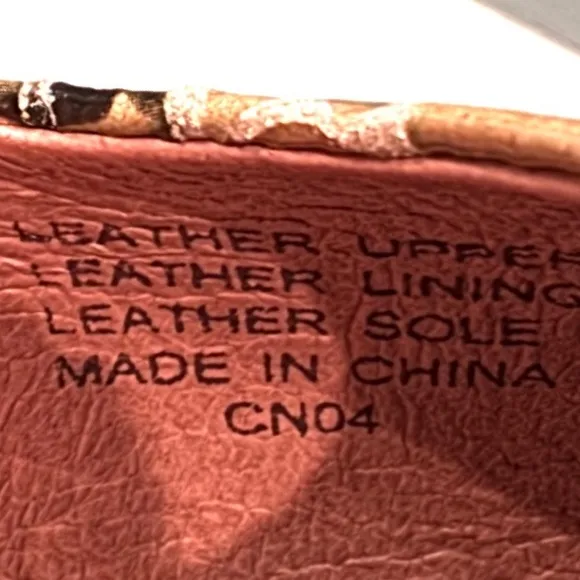 LEATHER UPPER
LEATHER LINING
LEATHER SOLE
MADE IN CHINA
CN04